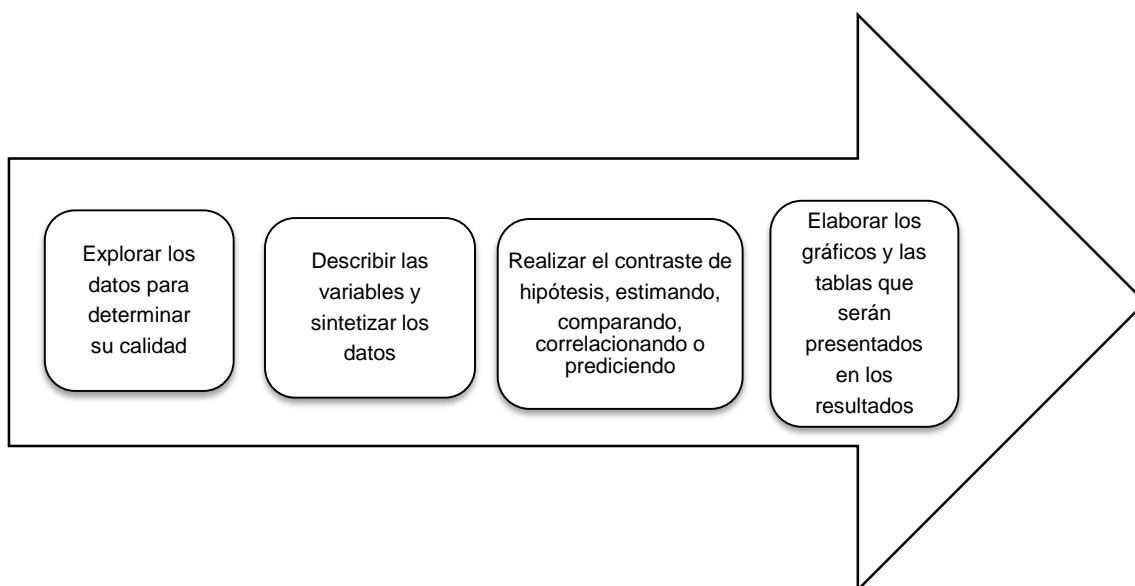 Explorar los
datos para
determinar
su calidad
Describir las
variables y
sintetizar los
datos
Realizar el contraste de
hipótesis, estimando,
comparando,
correlacionando o
prediciendo
Elaborar los
gráficos y las
tablas que
serán
presentados
en los
resultados